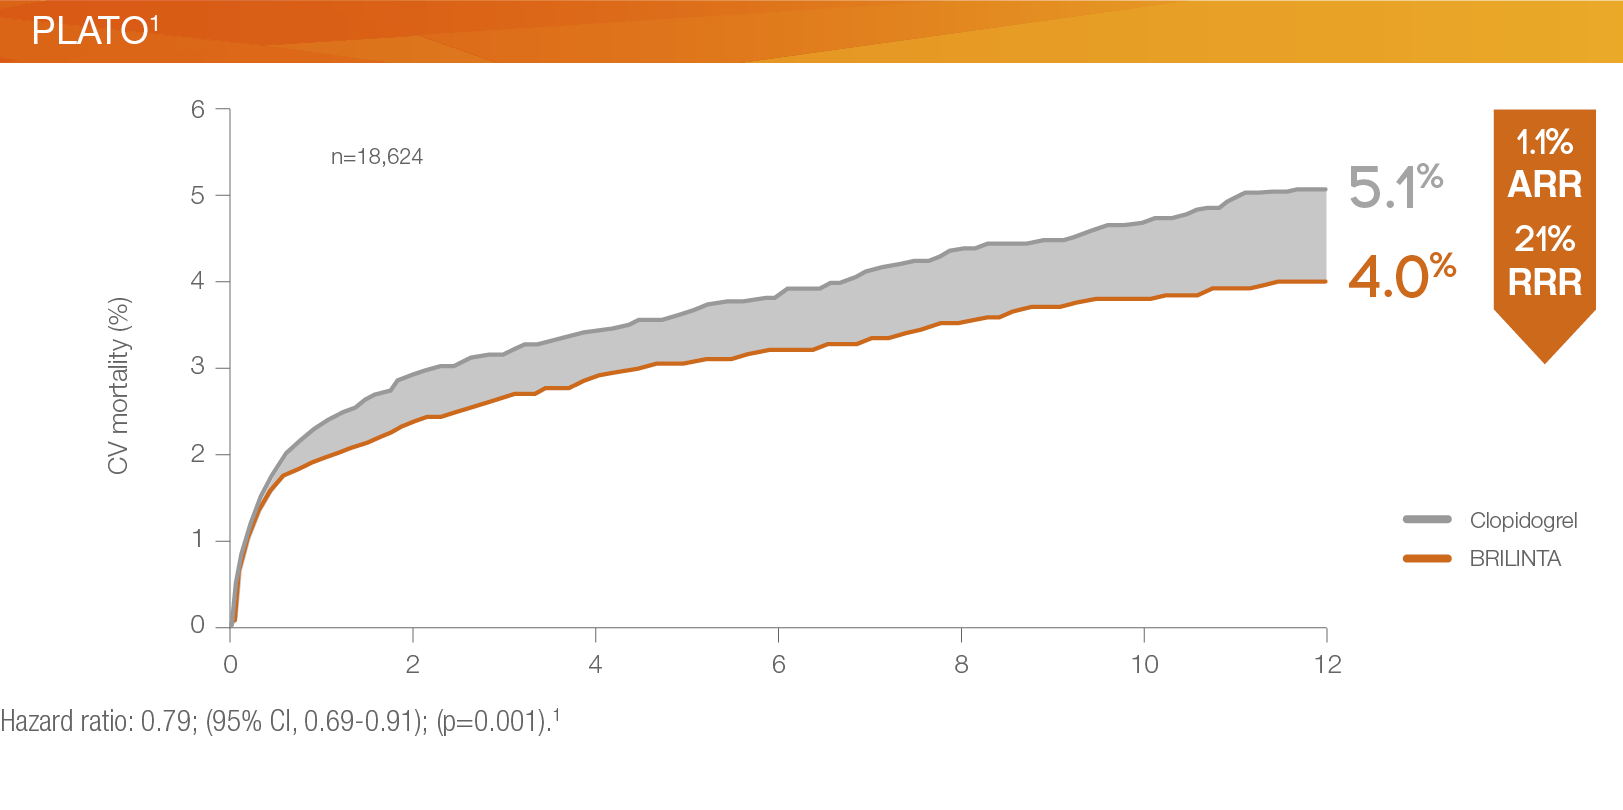 PLATO¹
6
5
4
3
2
1
0
CV mortality (%)
n=18,624
5.1%
4.0%
1.1%
ARR
21%
RRR
Clopidogrel
BRILINTA
0 2 4 6 8 10 12
Hazard ratio: 0.79; (95% CI, 0.69-0.91); (p=0.001).¹